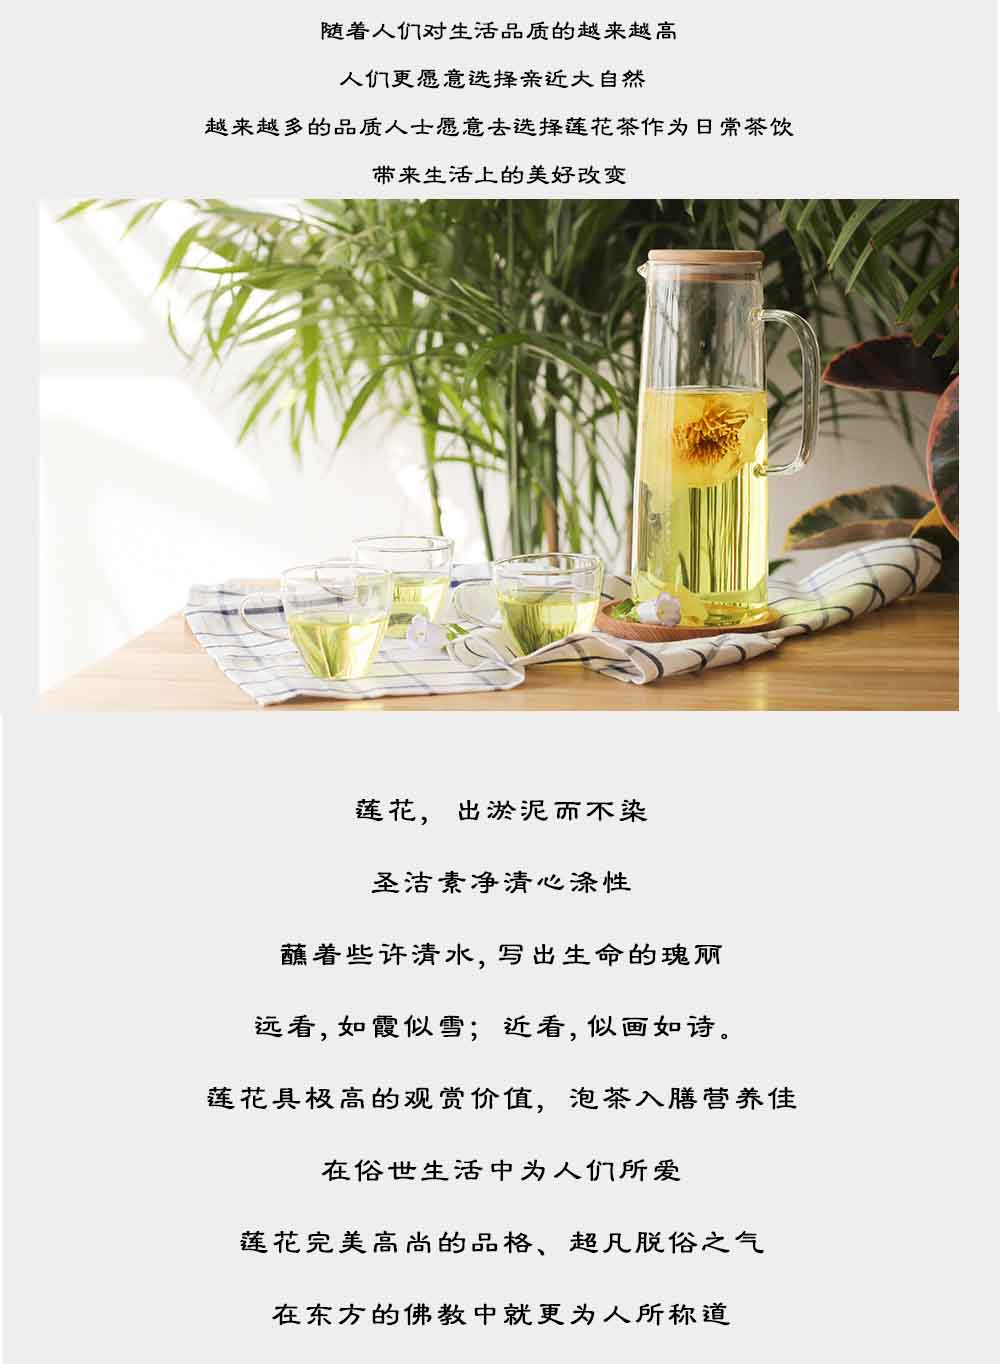 随着人们对生活品质的越来越高
人们更愿意选择亲近大自然
越来越多的品质人士愿意去选择莲花茶作为日常茶饮
带来生活上的美好改变
莲花，出淤泥而不染
圣洁素净清心涤性
蘸着些许清水，写出生命的瑰丽
远看，如霞似雪；近看，似画如诗。
莲花具极高的观赏价值，泡茶入膳营养佳
在俗世生活中为人们所爱
莲花完美高尚的品格、超凡脱俗之气
在东方的佛教中就更为人所称道